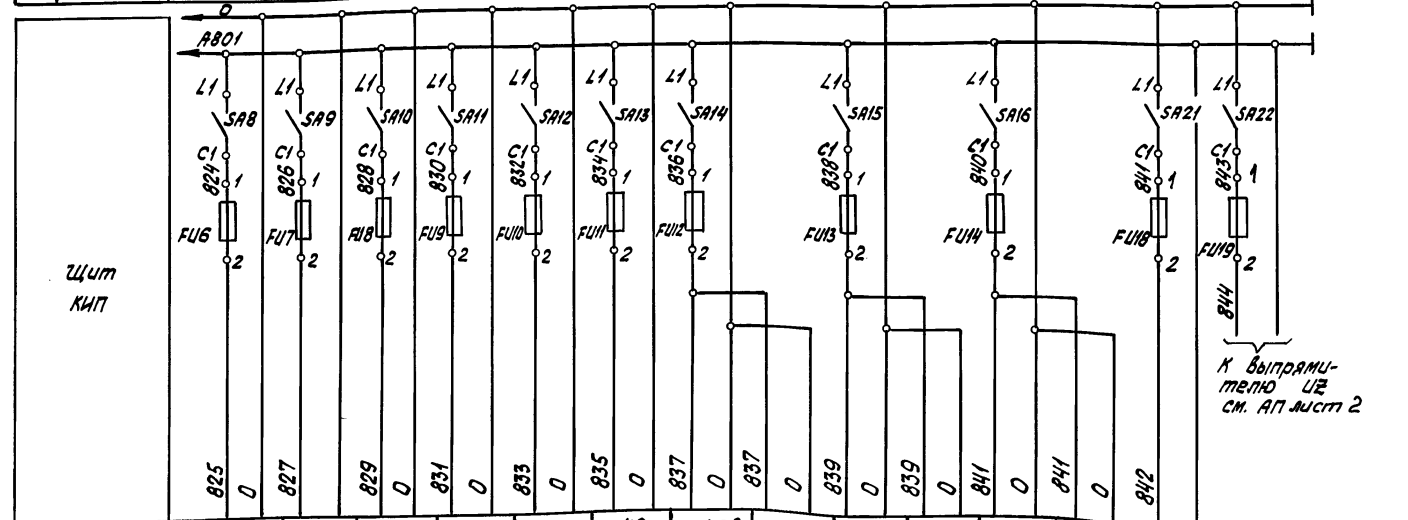 0
А801
L1 L1 L1 L1 L1 L1 L1 L1 L1 L1 L1
SA8 SA9 SA10 SA11 SA12 SA13 SA14 SA15 SA16 SA21 SA22
C1 C1 C1 C1 C1 C1 C1 C1 C1 C1 C1
824 826 828 830 832 834 836 838 840 841 843
1 1 1 1 1 1 1 1 1 1 1
FU6 FU7 FU8 FU9 FU10 FU11 FU12 FU13 FU14 FU18 FU19
2 2 2 2 2 2 2 2 2 2 2
Щит
КИП
844
К выпрями-
телю UZ
см. АП лист 2
825 0 827 829 0 831 0 833 0 835 0 837 0 837 0 839 0 839 0 841 0 841 0 842